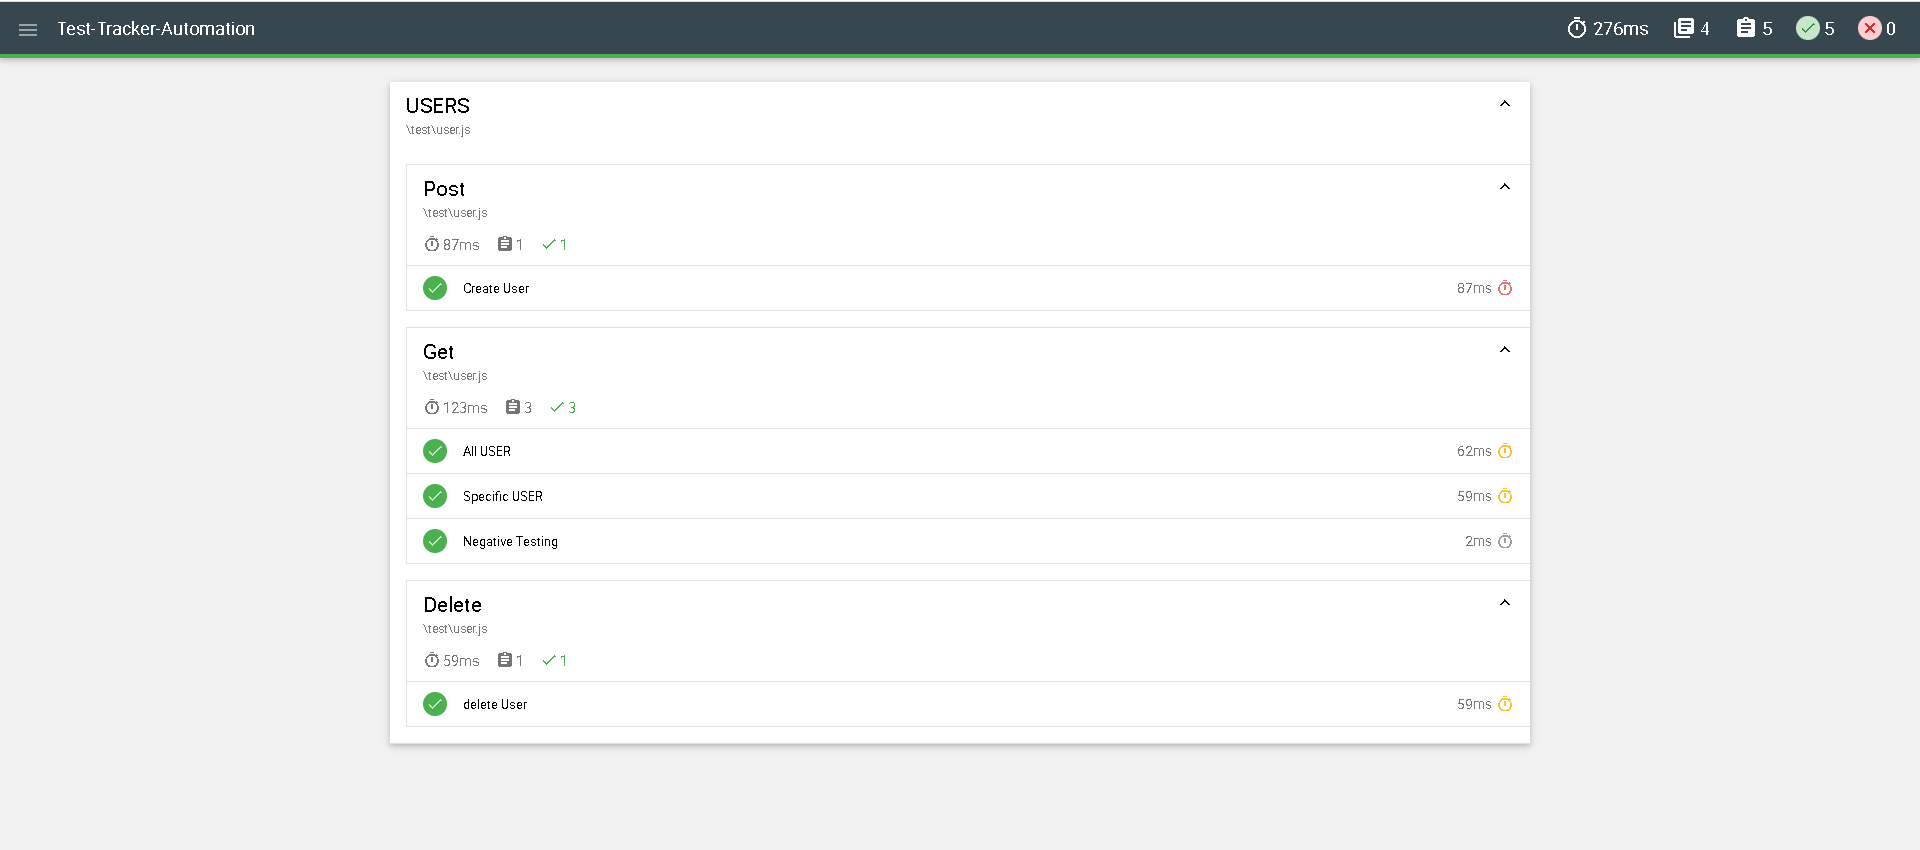 Test-Tracker-Automation 276ms 4 5 5 0
USERS
\test\user.js
Post
\test\user.js
87ms 1 1
Create User 87ms
Get
\test\user.js
123ms 3 3
All USER 62ms
Specific USER 59ms
Negative Testing 2ms
Delete
\test\user.js
59ms 1 1
delete User 59ms